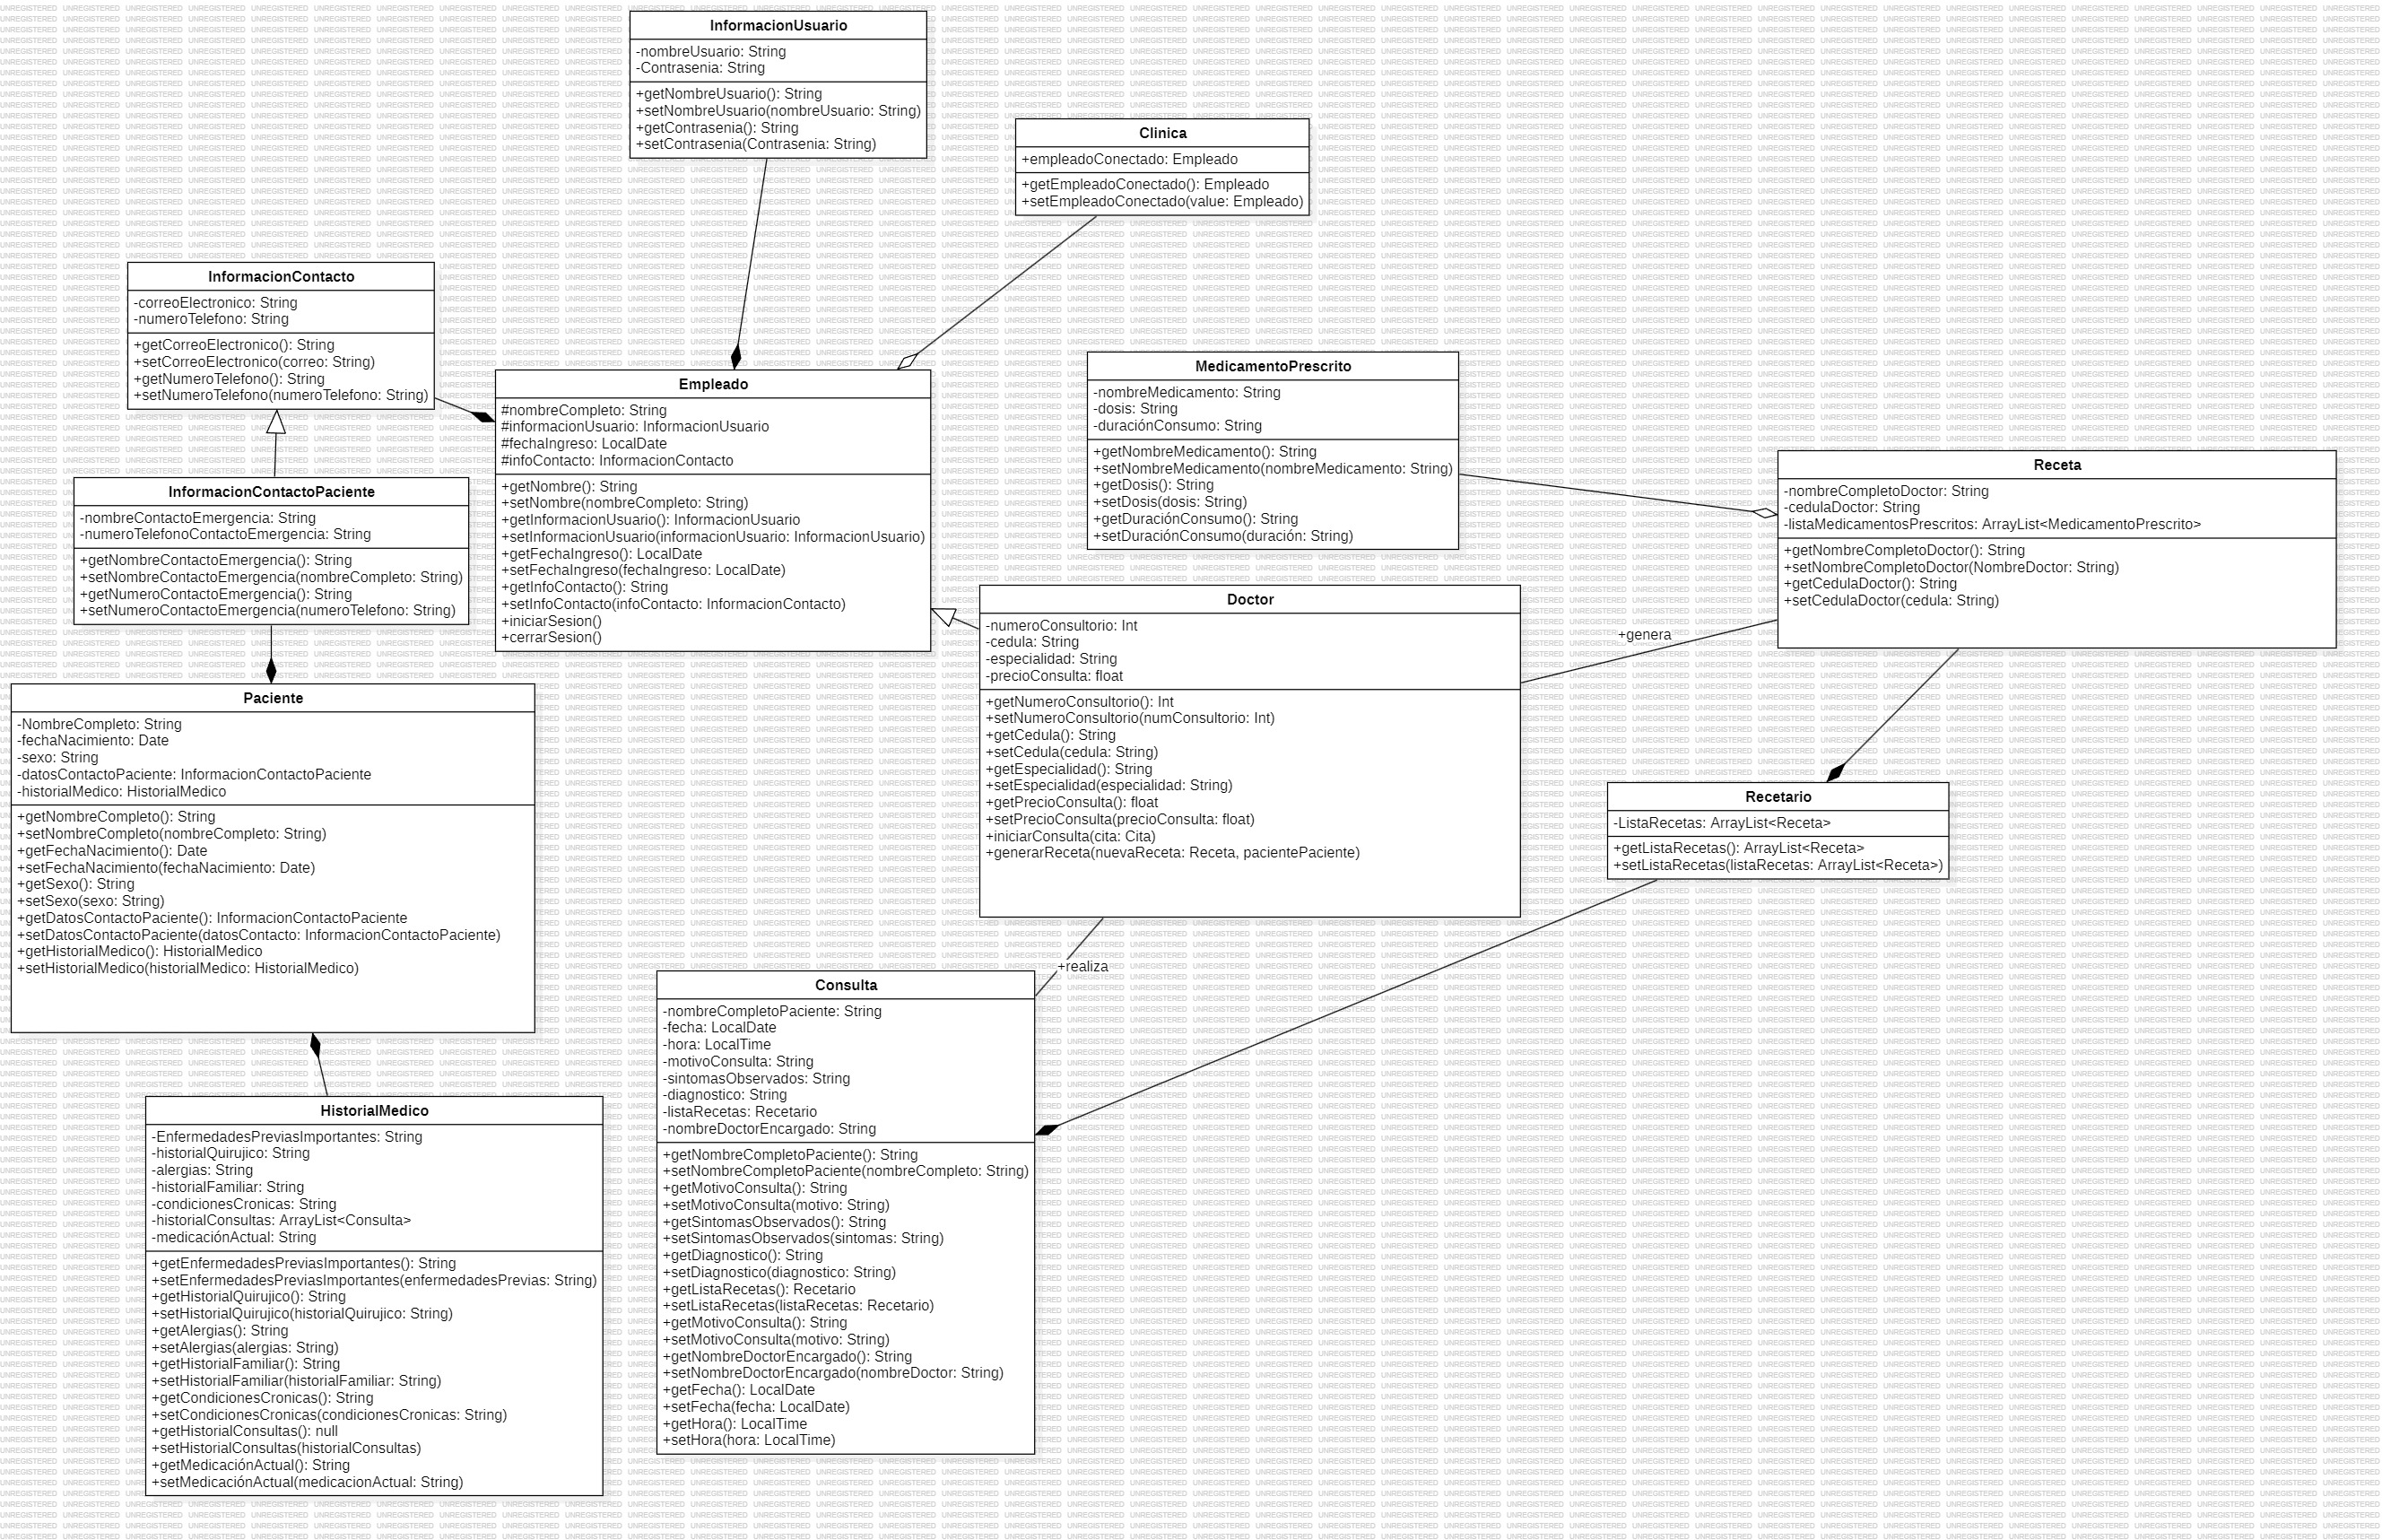 InformacionUsuario
-nombreUsuario: String
-Contrasenia: String
+getNombreUsuario(): String
+setNombreUsuario(nombreUsuario: String)
+getContrasenia(): String
+setContrasenia(Contrasenia: String)
Clinica
+empleadoConectado: Empleado
+getEmpleadoConectado(): Empleado
+setEmpleadoConectado(value: Empleado)
InformacionContacto
-correoElectronico: String
-numeroTelefono: String
+getCorreoElectronico(): String
+setCorreoElectronico(correo: String)
+getNumeroTelefono(): String
+setNumeroTelefono(numeroTelefono: String)
Empleado
#nombreCompleto: String
#informacionUsuario: InformacionUsuario
#fechaIngreso: LocalDate
#infoContacto: InformacionContacto
+getNombre(): String
+setNombre(nombreCompleto: String)
+getInformacionUsuario(): InformacionUsuario
+setInformacionUsuario(informacionUsuario: InformacionUsuario)
+getFechaIngreso(): LocalDate
+setFechaIngreso(fechaIngreso: LocalDate)
+getInfoContacto(): String
+setInfoContacto(infoContacto: InformacionContacto)
+iniciarSesion()
+cerrarSesion()
MedicamentoPrescrito
-nombreMedicamento: String
-dosis: String
-duraciónConsumo: String
+getNombreMedicamento(): String
+setNombreMedicamento(nombreMedicamento: String)
+getDosis(): String
+setDosis(dosis: String)
+getDuraciónConsumo(): String
+setDuraciónConsumo(duración: String)
Receta
-nombreCompletoDoctor: String
-cedulaDoctor: String
-listaMedicamentosPrescritos: ArrayList<MedicamentoPrescrito>
+getNombreCompletoDoctor(): String
+setNombreCompletoDoctor(NombreDoctor: String)
+getCedulaDoctor(): String
+setCedulaDoctor(cedula: String)
InformacionContactoPaciente
-nombreContactoEmergencia: String
-numeroTelefonoContactoEmergencia: String
+getNombreContactoEmergencia(): String
+setNombreContactoEmergencia(nombreCompleto: String)
+getNumeroContactoEmergencia(): String
+setNumeroContactoEmergencia(numeroTelefono: String)
Doctor
-numeroConsultorio: Int
-cedula: String
-especialidad: String
-precioConsulta: float
+getNumeroConsultorio(): Int
+setNumeroConsultorio(numConsultorio: Int)
+getCedula(): String
+setCedula(cedula: String)
+getEspecialidad(): String
+setEspecialidad(especialidad: String)
+getPrecioConsulta(): float
+setPrecioConsulta(precioConsulta: float)
+iniciarConsulta(cita: Cita)
+generarReceta(nuevaReceta: Receta, pacientePaciente)
+genera
Paciente
-NombreCompleto: String
-fechaNacimiento: Date
-sexo: String
-datosContactoPaciente: InformacionContactoPaciente
-historialMedico: HistorialMedico
+getNombreCompleto(): String
+setNombreCompleto(nombreCompleto: String)
+getFechaNacimiento(): Date
+setFechaNacimiento(fechaNacimiento: Date)
+getSexo(): String
+setSexo(sexo: String)
+getDatosContactoPaciente(): InformacionContactoPaciente
+setDatosContactoPaciente(datosContacto: InformacionContactoPaciente)
+getHistorialMedico(): HistorialMedico
+setHistorialMedico(historialMedico: HistorialMedico)
Recetario
-ListaRecetas: ArrayList<Receta>
+getListaRecetas(): ArrayList<Receta>
+setListaRecetas(listaRecetas: ArrayList<Receta>)
+realiza
Consulta
-nombreCompletoPaciente: String
-fecha: LocalDate
-hora: LocalTime
-motivoConsulta: String
-sintomasObservados: String
-diagnostico: String
-listaRecetas: Recetario
-nombreDoctorEncargado: String
+getNombreCompletoPaciente(): String
+setNombreCompletoPaciente(nombreCompleto: String)
+getMotivoConsulta(): String
+setMotivoConsulta(motivo: String)
+getSintomasObservados(): String
+setSintomasObservados(sintomas: String)
+getDiagnostico(): String
+setDiagnostico(diagnostico: String)
+getListaRecetas(): Recetario
+setListaRecetas(listaRecetas: Recetario)
+getMotivoConsulta(): String
+setMotivoConsulta(motivo: String)
+getNombreDoctorEncargado(): String
+setNombreDoctorEncargado(nombreDoctor: String)
+getFecha(): LocalDate
+setFecha(fecha: LocalDate)
+getHora(): LocalTime
+setHora(hora: LocalTime)
HistorialMedico
-EnfermedadesPreviasImportantes: String
-historialQuirujico: String
-alergias: String
-historialFamiliar: String
-condicionesCronicas: String
-historialConsultas: ArrayList<Consulta>
-medicaciónActual: String
+getEnfermedadesPreviasImportantes(): String
+setEnfermedadesPreviasImportantes(enfermedadesPrevias: String)
+getHistorialQuirujico(): String
+setHistorialQuirujico(historialQuirujico: String)
+getAlergias(): String
+setAlergias(alergias: String)
+getHistorialFamiliar(): String
+setHistorialFamiliar(historialFamiliar: String)
+getCondicionesCronicas(): String
+setCondicionesCronicas(condicionesCronicas: String)
+getHistorialConsultas(): null
+setHistorialConsultas(historialConsultas)
+getMedicaciónActual(): String
+setMedicaciónActual(medicacionActual: String)
UNREGISTERED